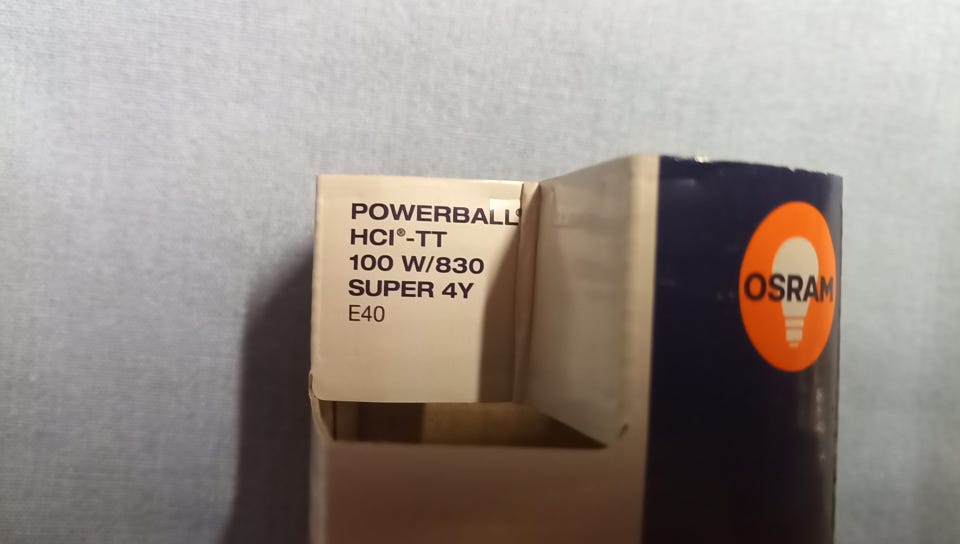 POWERBALL®
HCI®-TT
100 W/830
SUPER 4Y
E40
OSRAM